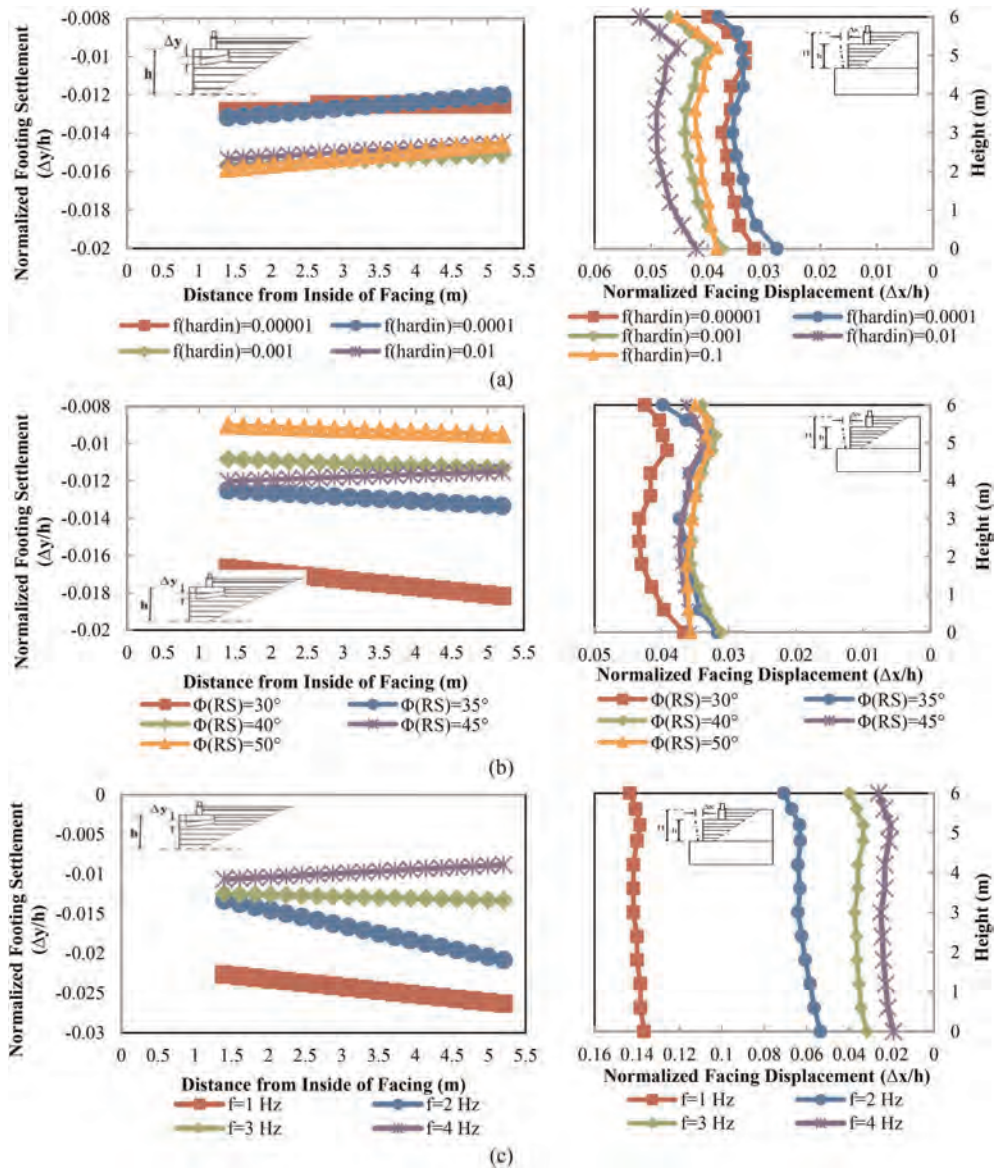 -0.008
-0.01
-0.012
-0.014
-0.016
-0.018
-0.02
Normalized Footing Settlement
(Δy/h)
Δy
h
0 0.5 1 1.5 2 2.5 3 3.5 4 4.5 5 5.5
Distance from Inside of Facing (m)
f(hardin)=0.00001 f(hardin)=0.0001
f(hardin)=0.001 f(hardin)=0.01
6
5
4
3
2
1
0
Height (m)
0.06 0.05 0.04 0.03 0.02 0.01 0
Normalized Facing Displacement (Δx/h)
f(hardin)=0.00001 f(hardin)=0.0001
f(hardin)=0.001 f(hardin)=0.01
f(hardin)=0.1
(a)
-0.008
-0.01
-0.012
-0.014
-0.016
-0.018
-0.02
Normalized Footing Settlement
(Δy/h)
Δy
h
0 0.5 1 1.5 2 2.5 3 3.5 4 4.5 5 5.5
Distance from Inside of Facing (m)
Φ(RS)=30° Φ(RS)=35°
Φ(RS)=40° Φ(RS)=45°
Φ(RS)=50°
6
5
4
3
2
1
0
Height (m)
0.05 0.04 0.03 0.02 0.01 0
Normalized Facing Displacement (Δx/h)
Φ(RS)=30° Φ(RS)=35°
Φ(RS)=40° Φ(RS)=45°
Φ(RS)=50°
(b)
0
-0.005
-0.01
-0.015
-0.02
-0.025
-0.03
Normalized Footing Settlement
(Δy/h)
Δy
h
0 0.5 1 1.5 2 2.5 3 3.5 4 4.5 5 5.5
Distance from Inside of Facing (m)
f=1 Hz f=2 Hz
f=3 Hz f=4 Hz
6
5
4
3
2
1
0
Height (m)
0.16 0.14 0.12 0.1 0.08 0.06 0.04 0.02 0
Normalized Facing Displacement (Δx/h)
f=1 Hz f=2 Hz
f=3 Hz f=4 Hz
(c)